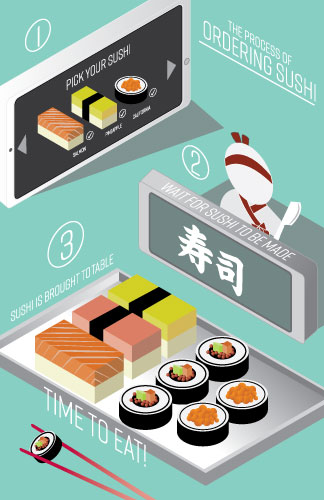 1
THE PROCESS OF
ORDERING SUSHI
PICK YOUR SUSHI
SALMON
PINEAPPLE
CALIFORNIA
2
WAIT FOR SUSHI TO BE MADE
寿司
3
SUSHI IS BROUGHT TO TABLE
TIME TO EAT!